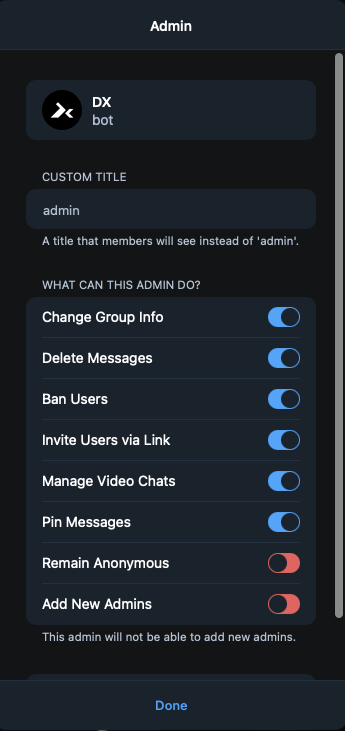 Admin
DX
bot
CUSTOM TITLE
admin
A title that members will see instead of 'admin'.
WHAT CAN THIS ADMIN DO?
Change Group Info
Delete Messages
Ban Users
Invite Users via Link
Manage Video Chats
Pin Messages
Remain Anonymous
Add New Admins
This admin will not be able to add new admins.
Done